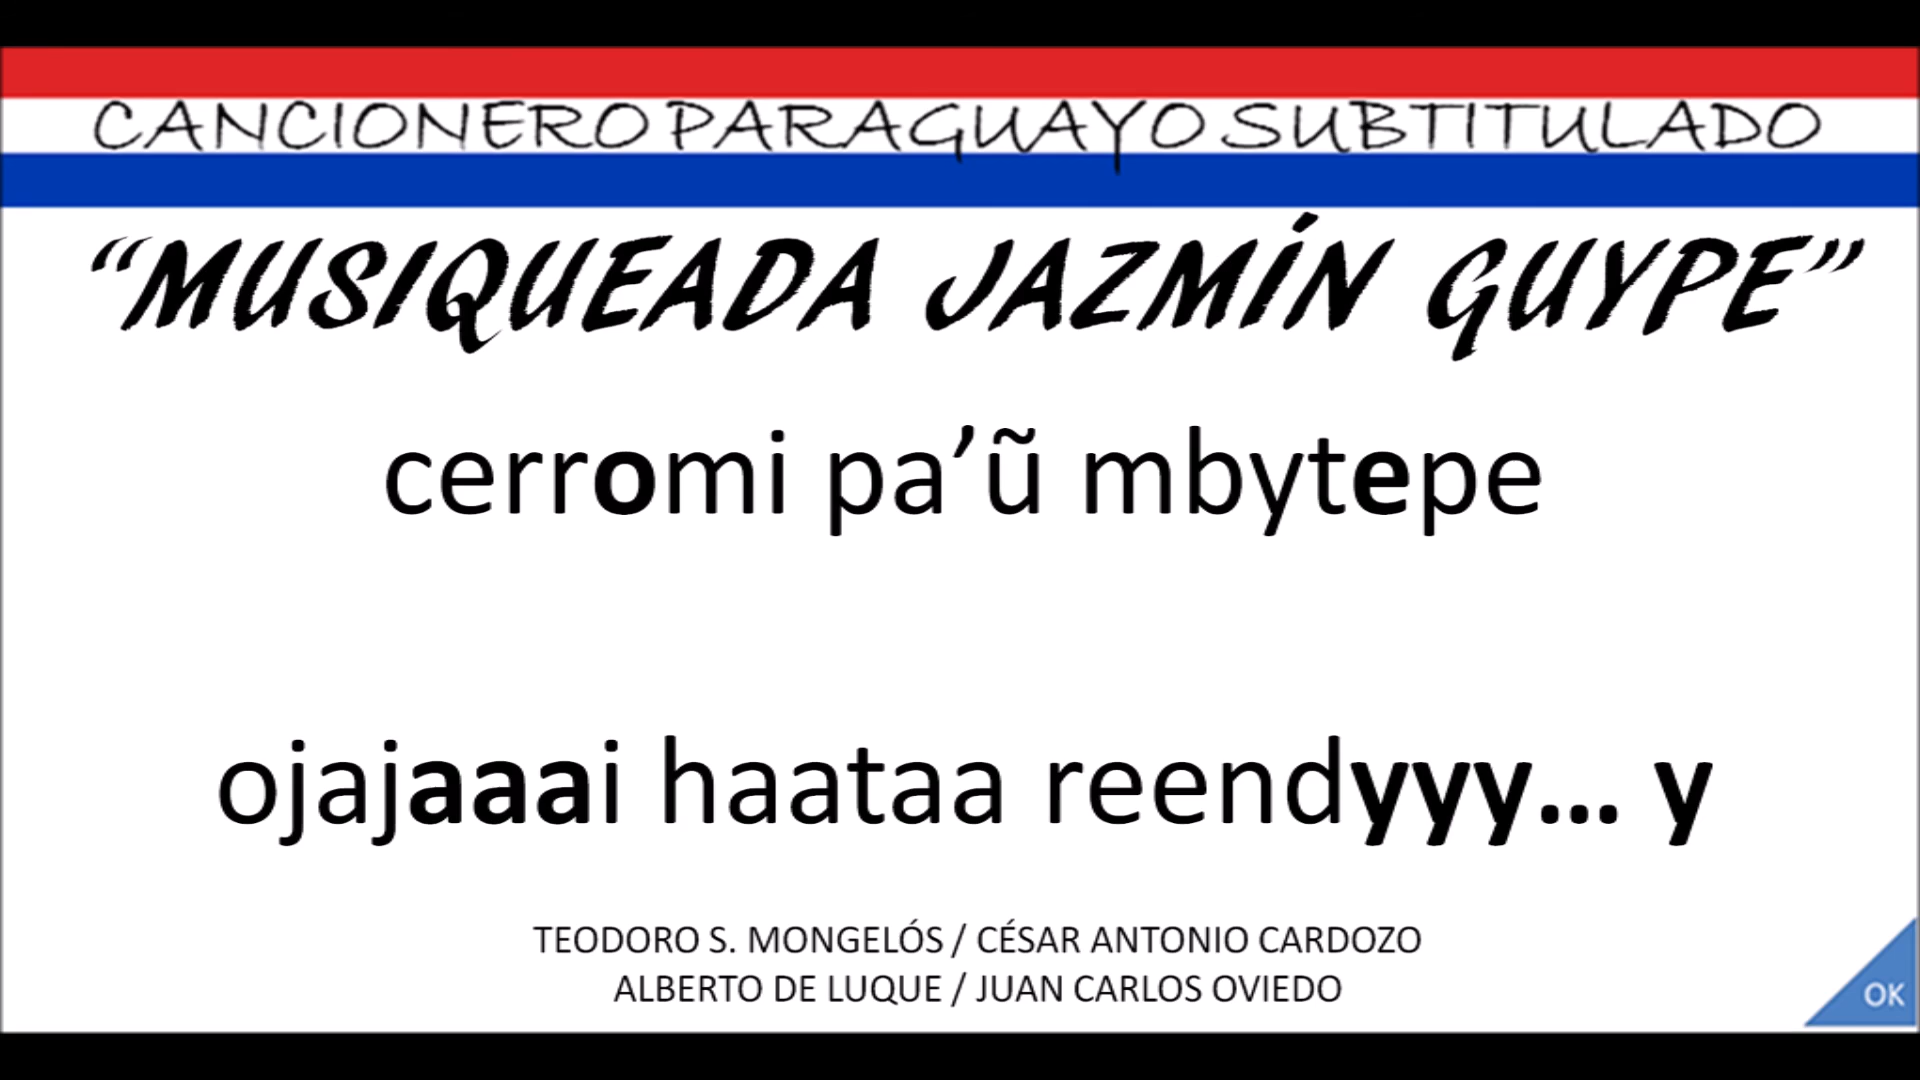 CANCIONERO PARAGUAYO SUBTITULADO
“MUSIQUEADA JAZMÍN GUYPE”
cerromi pa’ũ mbytepe
ojajaaai haataa reendyyy... y
TEODORO S. MONGELÓS / CÉSAR ANTONIO CARDOZO
ALBERTO DE LUQUE / JUAN CARLOS OVIEDO
OK